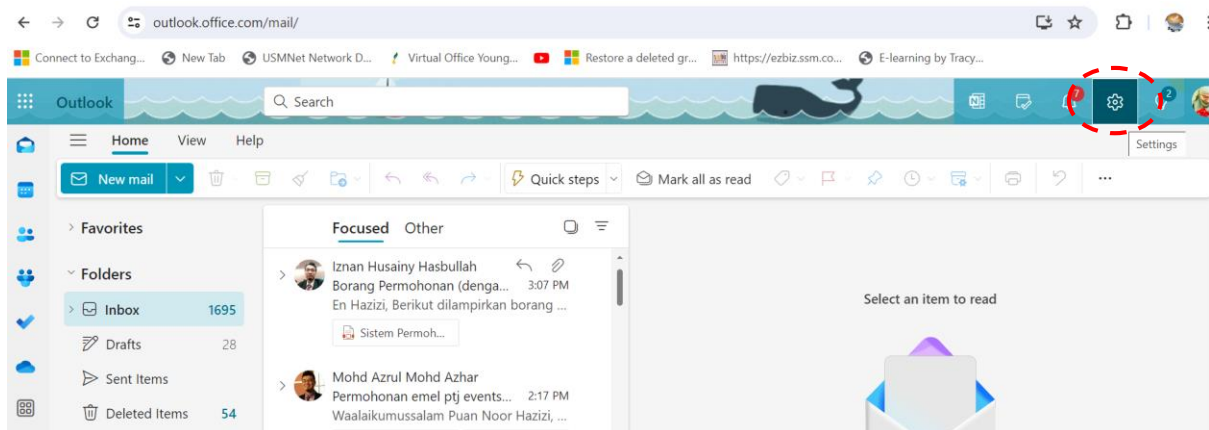 outlook.office.com/mail/
Connect to Exchang... New Tab USMNet Network D... Virtual Office Young... Restore a deleted gr... https://ezbiz.ssm.co... E-learning by Tracy...
Outlook Search 7 2
Settings
Home View Help
New mail Quick steps Mark all as read
Favorites
Folders
Inbox 1695
Drafts 28
Sent Items
Deleted Items 54
Focused Other
Iznan Husainy Hasbullah
Borang Permohonan (denga... 3:07 PM
En Hazizi, Berikut dilampirkan borang ...
Sistem Permoh...
Mohd Azrul Mohd Azhar
Permohonan emel ptj events... 2:17 PM
Waalaikumussalam Puan Noor Hazizi, ...
Select an item to read